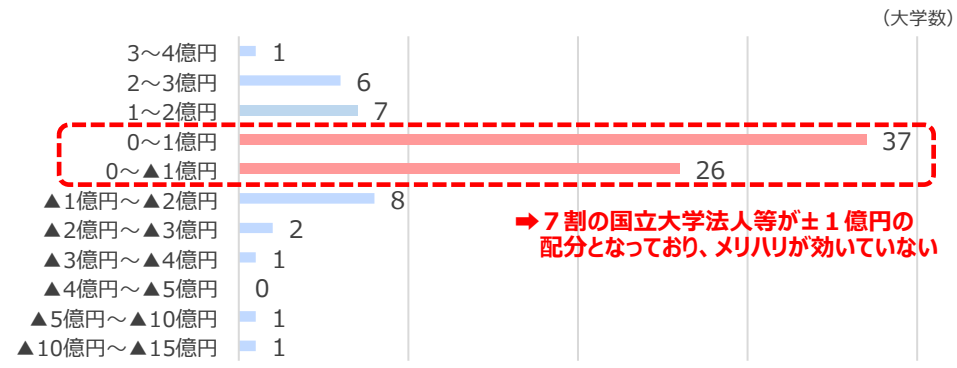 （大学数）
3～4億円 1
2～3億円 6
1～2億円 7
0～1億円 37
0～▲1億円 26
▲1億円～▲2億円 8
▲2億円～▲3億円 2
▲3億円～▲4億円 1
▲4億円～▲5億円 0
▲5億円～▲10億円 1
▲10億円～▲15億円 1
➡７割の国立大学法人等が±１億円の
配分となっており、メリハリが効いていない